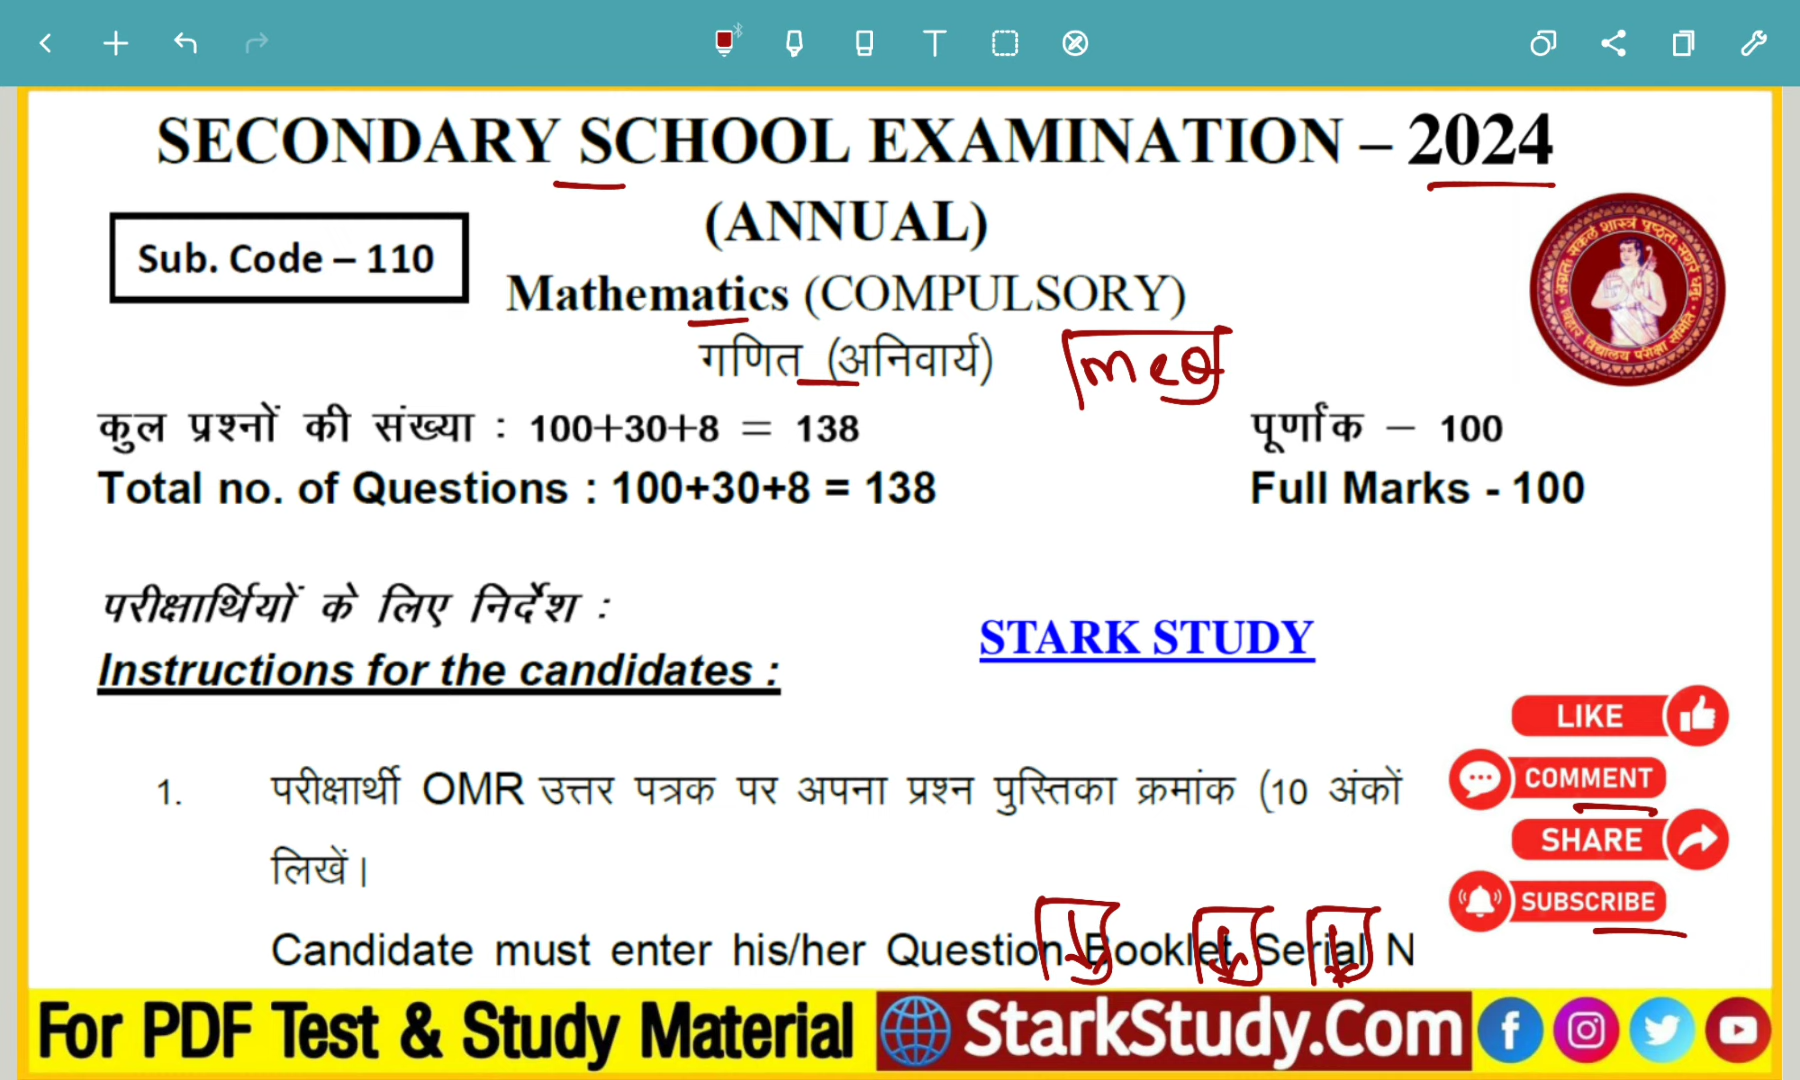 SECONDARY SCHOOL EXAMINATION – 2024
(ANNUAL)
Sub. Code – 110
Mathematics (COMPULSORY)
गणित (अनिवार्य)
mcq
कुल प्रश्नों की संख्या : 100+30+8 = 138
पूर्णांक – 100
Total no. of Questions : 100+30+8 = 138
Full Marks - 100
परीक्षार्थियों के लिए निर्देश :
Instructions for the candidates :
STARK STUDY
LIKE
COMMENT
SHARE
SUBSCRIBE
1. परीक्षार्थी OMR उत्तर पत्रक पर अपना प्रश्न पुस्तिका क्रमांक (10 अंकों
लिखें।
Candidate must enter his/her Question Booklet Serial N
For PDF Test & Study Material StarkStudy.Com